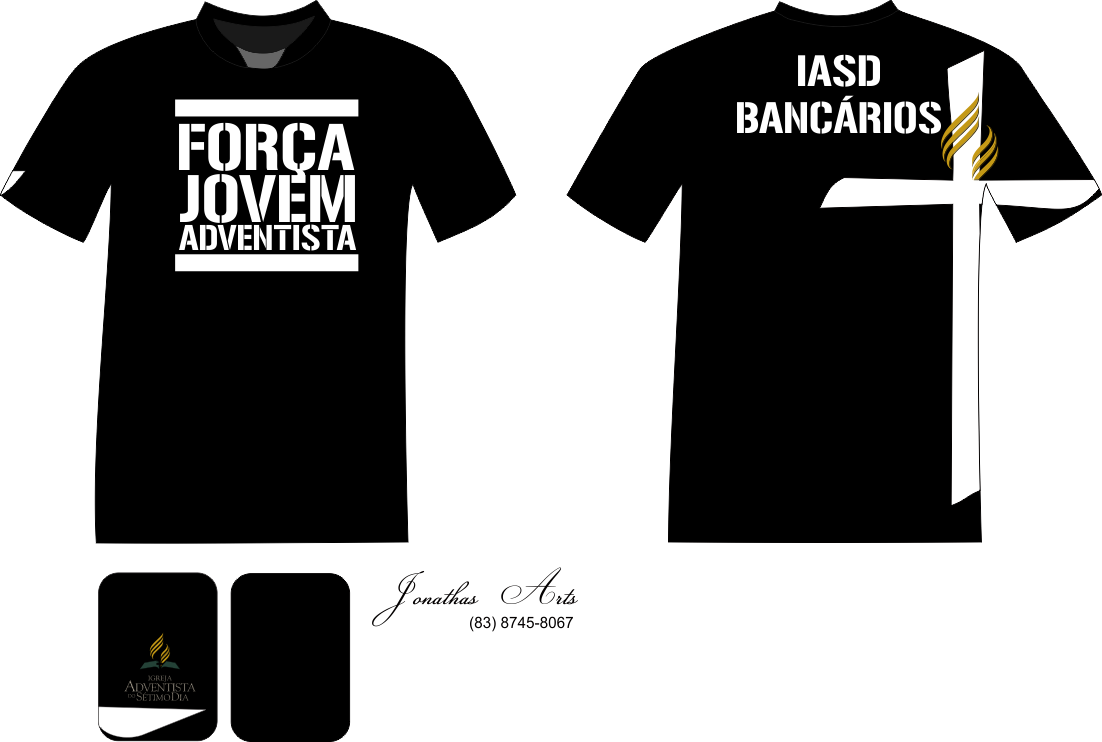 FORÇA
JOVEM
ADVENTISTA
IASD
BANCÁRIOS
IGREJA
ADVENTISTA
DO SÉTIMO DIA
Jonathas Arts
(83) 8745-8067